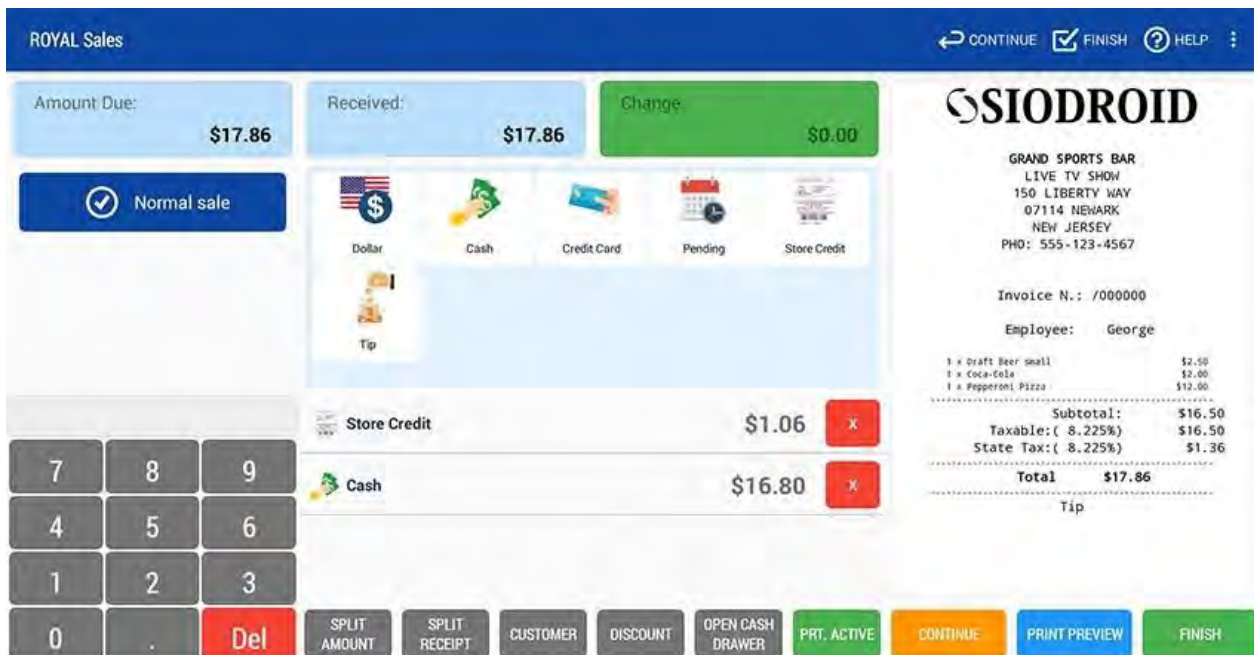 ROYAL Sales
CONTINUE FINISH HELP
Amount Due:
$17.86
Received:
$17.86
Change:
$0.00
Normal sale
Dollar
Cash
Credit Card
Pending
Store Credit
Tip
Store Credit $1.06 X
Cash $16.80 X
7 8 9
4 5 6
1 2 3
0 . Del
SPLIT AMOUNT
SPLIT RECEIPT
CUSTOMER
DISCOUNT
OPEN CASH DRAWER
PRT. ACTIVE
CONTINUE
PRINT PREVIEW
FINISH
SIODROID
GRAND SPORTS BAR
LIVE TV SHOW
150 LIBERTY WAY
07114 NEWARK
NEW JERSEY
PHO: 555-123-4567
Invoice N.: /000000
Employee: George
1 x Draft Beer small $2.50
1 x Coca-Cola $2.00
1 x Pepperoni Pizza $12.00
Subtotal: $16.50
Taxable:( 8.225%) $16.50
State Tax:( 8.225%) $1.36
Total $17.86
Tip